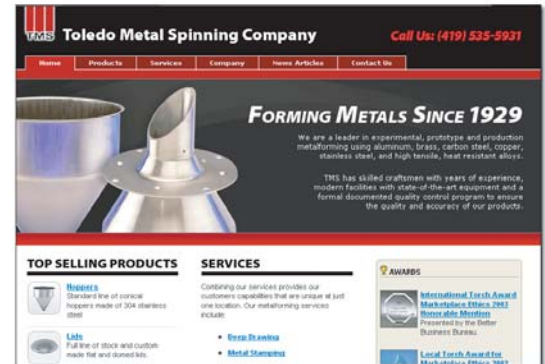 TMS
Toledo Metal Spinning Company
Call Us: (419) 535-5931
Home Products Services Company News Articles Contact Us
FORMING METALS SINCE 1929
We are a leader in experimental, prototype and production
metalforming using aluminum, brass, carbon steel, copper,
stainless steel, and high tensile, heat resistant alloys.
TMS has skilled craftsmen with years of experience,
modern facilities with state-of-the-art equipment and a
formal documented quality control program to ensure
the quality and accuracy of our products.
TOP SELLING PRODUCTS
Hoppers
Standard line of conical
hoppers made of 304 stainless
steel
Lids
Full line of stock and custom-
made flat and domed lids.
SERVICES
Combining our services provides our
customers capabilities that are unique at just
one location. Our metalforming services
include:
Deep Drawing
Metal Stamping
AWARDS
International Torch Award
Marketplace Ethics 2003
Honorable Mention
Presented by the Better
Business Bureau.
Local Torch Award for